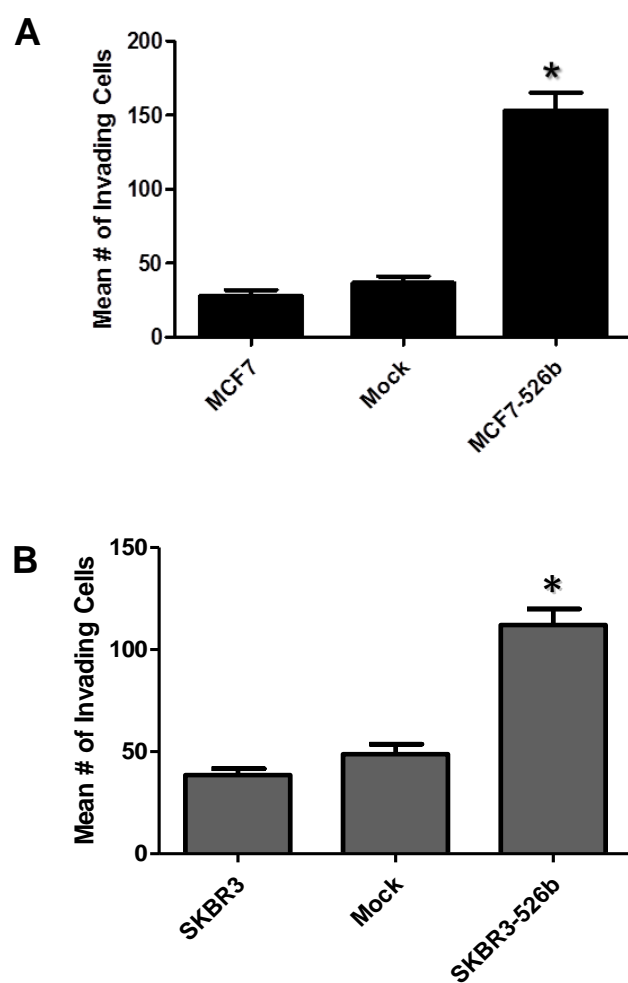 A
Mean # of Invading Cells
200
150
100
50
0
*
MCF7
Mock
MCF7-526b
B
Mean # of Invading Cells
150
100
50
0
*
SKBR3
Mock
SKBR3-526b